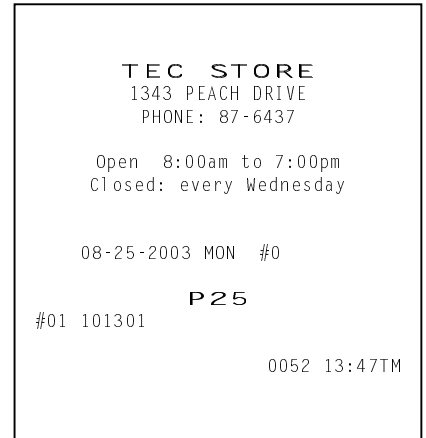 TEC STORE
1343 PEACH DRIVE
PHONE: 87-6437
Open 8:00am to 7:00pm
Closed: every Wednesday
08-25-2003 MON #0
P25
#01 101301
0052 13:47TM